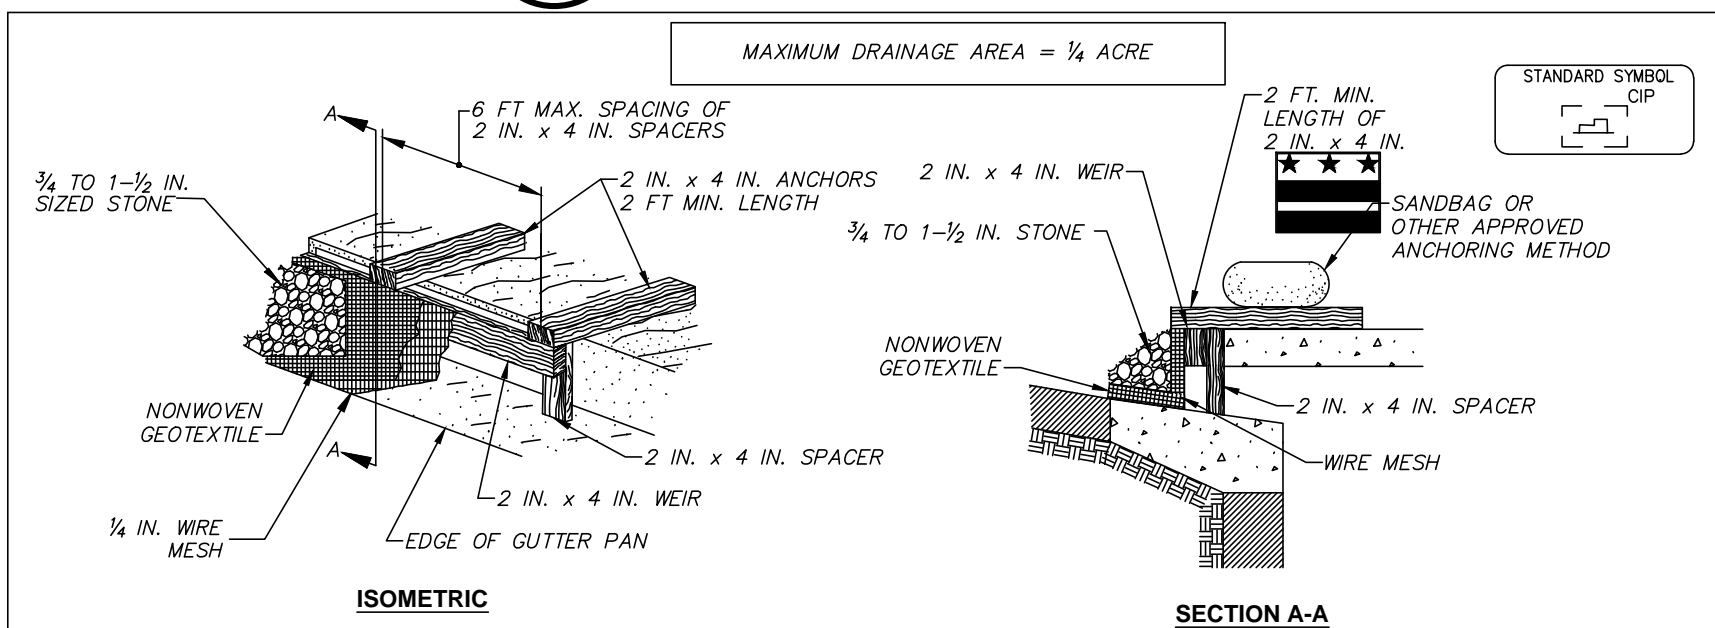 MAXIMUM DRAINAGE AREA = ¼ ACRE
STANDARD SYMBOL
CIP
A
6 FT MAX. SPACING OF
2 IN. x 4 IN. SPACERS
¾ TO 1-½ IN.
SIZED STONE
2 IN. x 4 IN. ANCHORS
2 FT MIN. LENGTH
NONWOVEN
GEOTEXTILE
A
2 IN. x 4 IN. SPACER
2 IN. x 4 IN. WEIR
¼ IN. WIRE
MESH
EDGE OF GUTTER PAN
ISOMETRIC
2 FT. MIN.
LENGTH OF
2 IN. x 4 IN.
2 IN. x 4 IN. WEIR
SANDBAG OR
OTHER APPROVED
ANCHORING METHOD
¾ TO 1-½ IN. STONE
NONWOVEN
GEOTEXTILE
2 IN. x 4 IN. SPACER
WIRE MESH
SECTION A-A